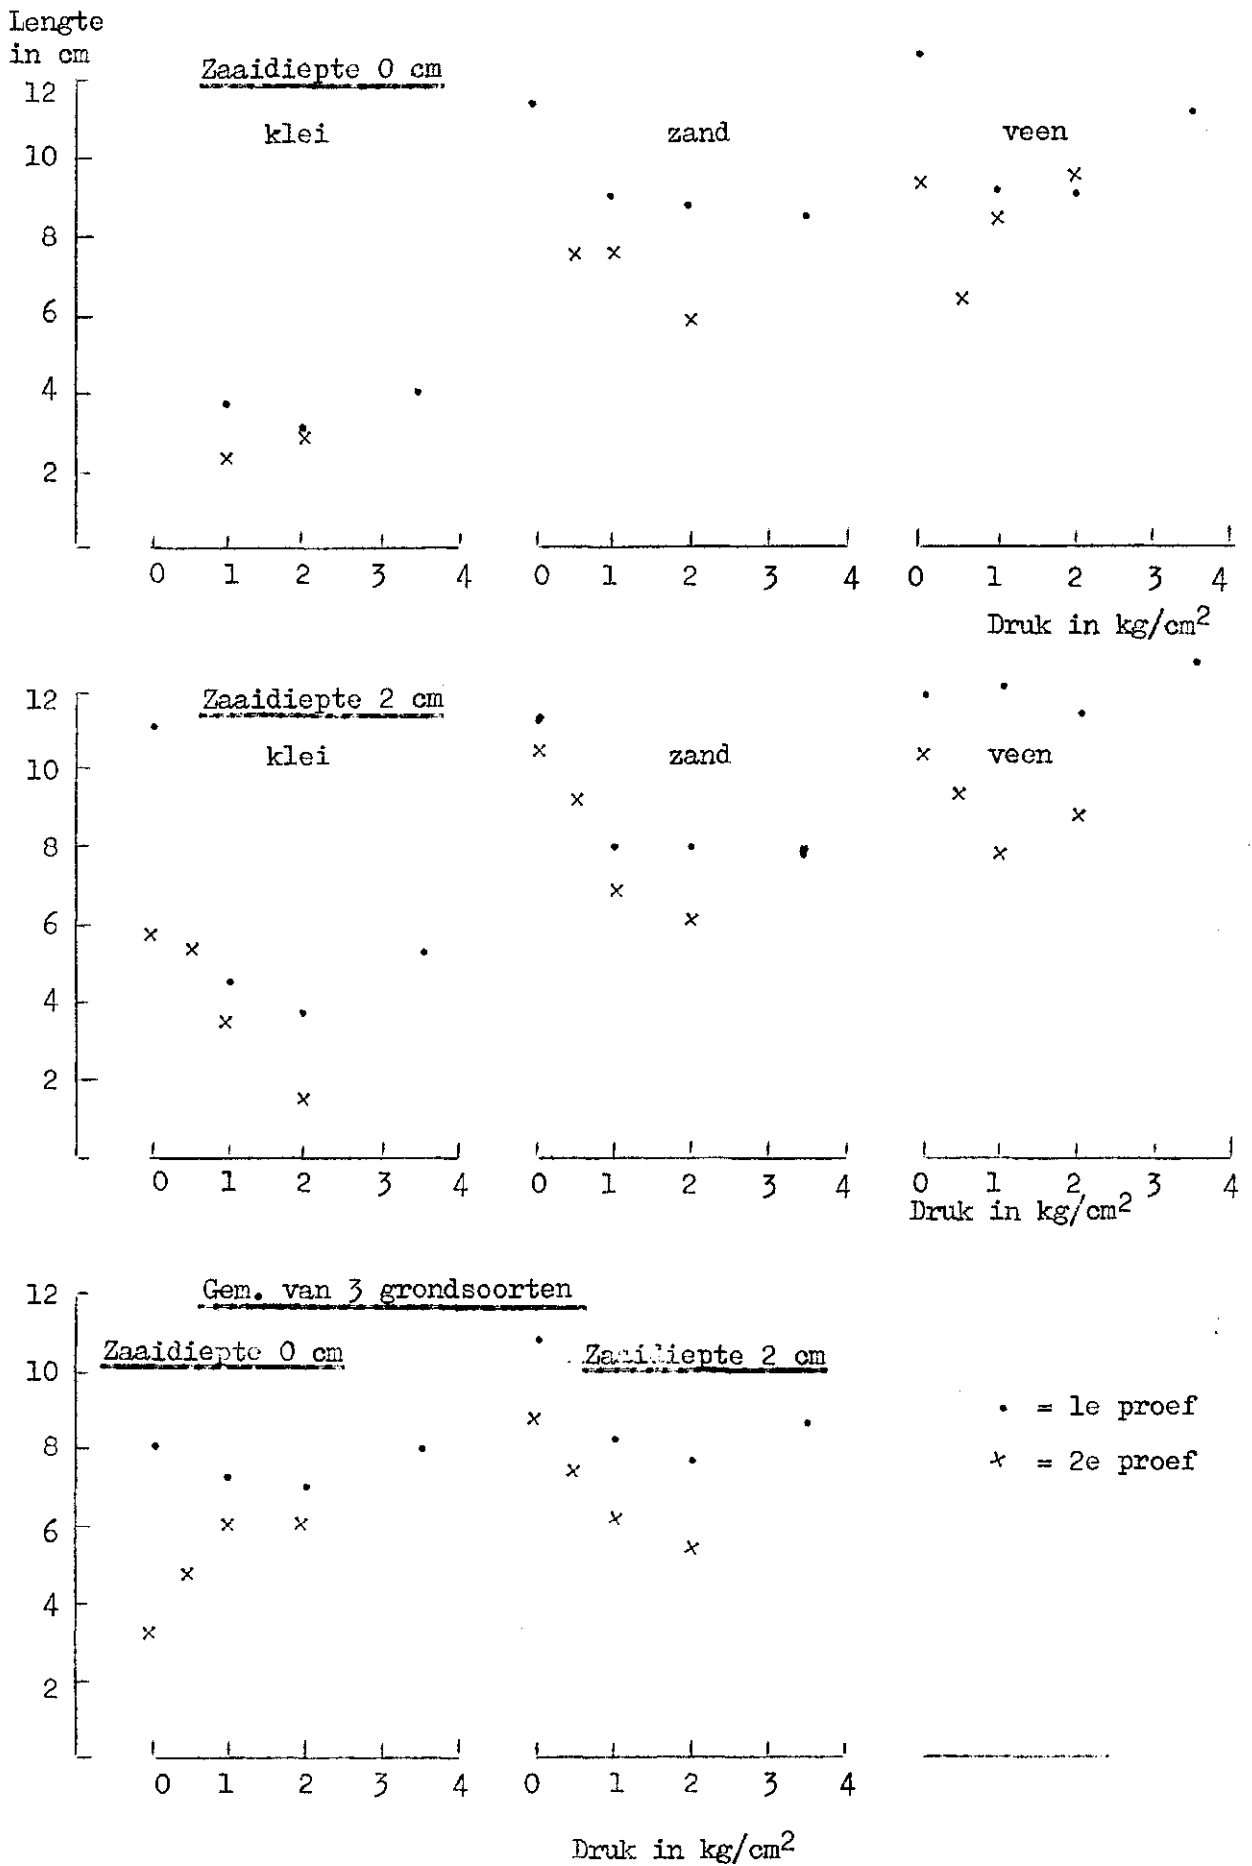 Lengte
in cm
Zaaidiepte 0 cm
klei zand veen
12
10
8
6
4
2
0 1 2 3 4 0 1 2 3 4 0 1 2 3 4
Druk in kg/cm²
Zaaidiepte 2 cm
klei zand veen
12
10
8
6
4
2
0 1 2 3 4 0 1 2 3 4 0 1 2 3 4
Druk in kg/cm²
Gem. van 3 grondsoorten
Zaaidiepte 0 cm Zaaidiepte 2 cm
12
10
8
6
4
2
• = 1e proef
x = 2e proef
0 1 2 3 4 0 1 2 3 4
Druk in kg/cm²